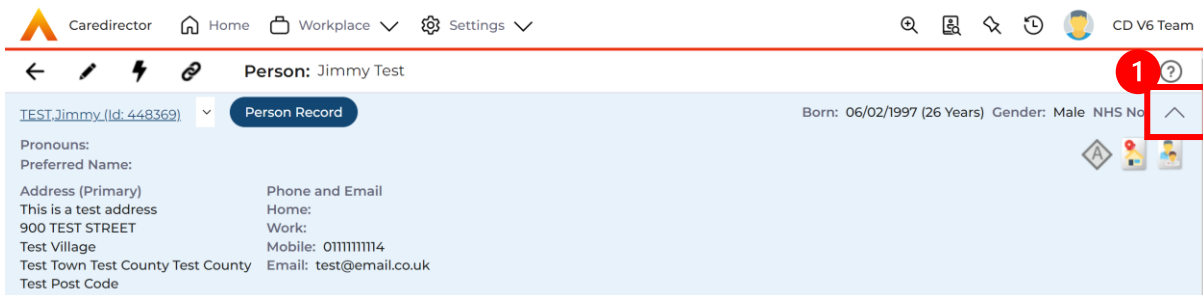 Caredirector Home Workplace Settings CD V6 Team
Person: Jimmy Test 1 ?
TEST,Jimmy (Id: 448369) Person Record Born: 06/02/1997 (26 Years) Gender: Male NHS No
Pronouns:
Preferred Name:
A
Address (Primary) Phone and Email
This is a test address Home:
900 TEST STREET Work:
Test Village Mobile: 01111111114
Test Town Test County Test County Email: test@email.co.uk
Test Post Code